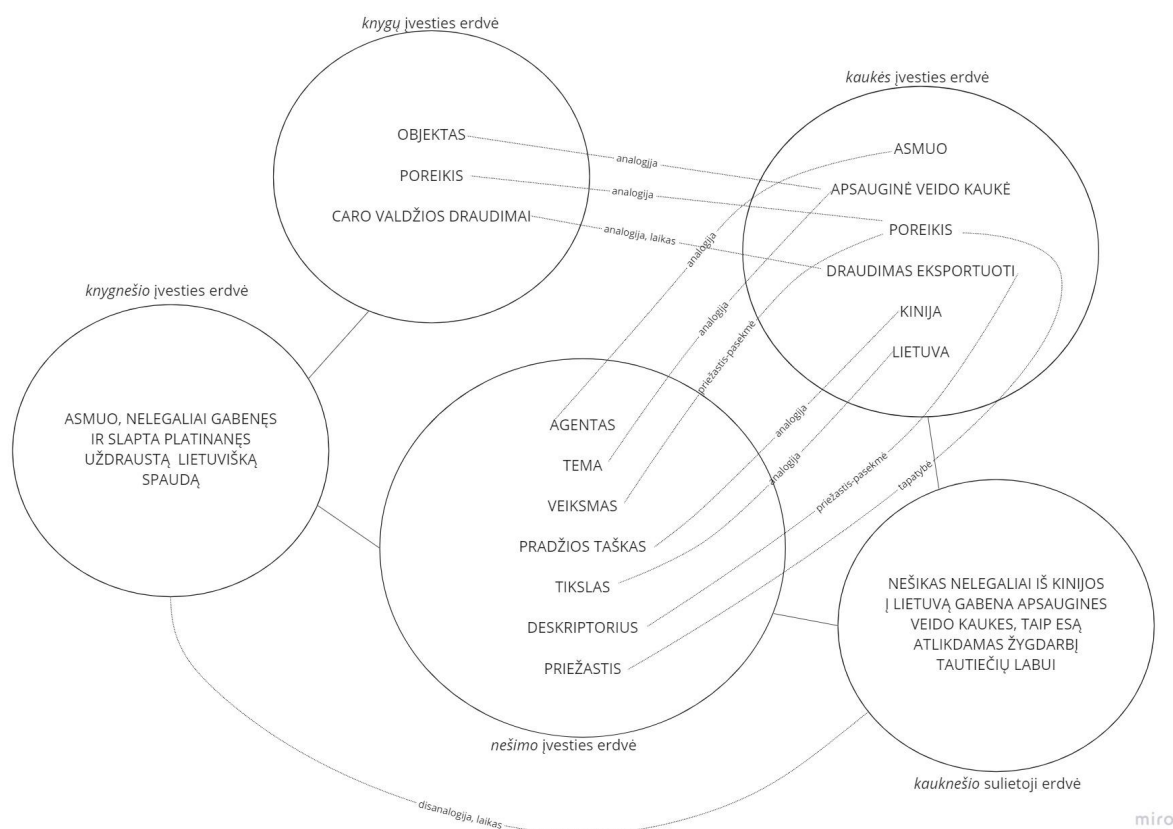 knygų įvesties erdvė
OBJEKTAS
POREIKIS
CARO VALDŽIOS DRAUDIMAI
kaukės įvesties erdvė
ASMUO
APSAUGINĖ VEIDO KAUKĖ
POREIKIS
DRAUDIMAS EKSPORTUOTI
KINIJA
LIETUVA
analogija
analogija
analogija, laikas
analogija
analogija
priežastis-pasekmė
analogija
analogija
priežastis-pasekmė
tapatybė
knygnešio įvesties erdvė
ASMUO, NELEGALIAI GABENĘS
IR SLAPTA PLATINANĘS
UŽDRAUSTĄ LIETUVIŠKĄ
SPAUDĄ
AGENTAS
TEMA
VEIKSMAS
PRADŽIOS TAŠKAS
TIKSLAS
DESKRIPTORIUS
PRIEŽASTIS
nešimo įvesties erdvė
NEŠIKAS NELEGALIAI IŠ KINIJOS
Į LIETUVĄ GABENA APSAUGINES
VEIDO KAUKES, TAIP ESĄ
ATLIKDAMAS ŽYGDARBĮ
TAUTIEČIŲ LABUI
kauknešio sulietoji erdvė
disanalogija, laikas
miro